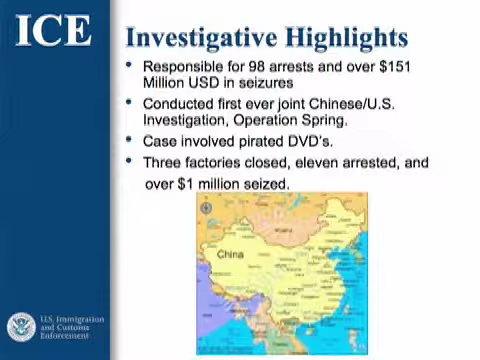 ICE
Investigative Highlights
• Responsible for 98 arrests and over $151
Million USD in seizures
• Conducted first ever joint Chinese/U.S.
Investigation, Operation Spring.
• Case involved pirated DVD's.
• Three factories closed, eleven arrested, and
over $1 million seized.
China
U.S. Immigration
and Customs
Enforcement